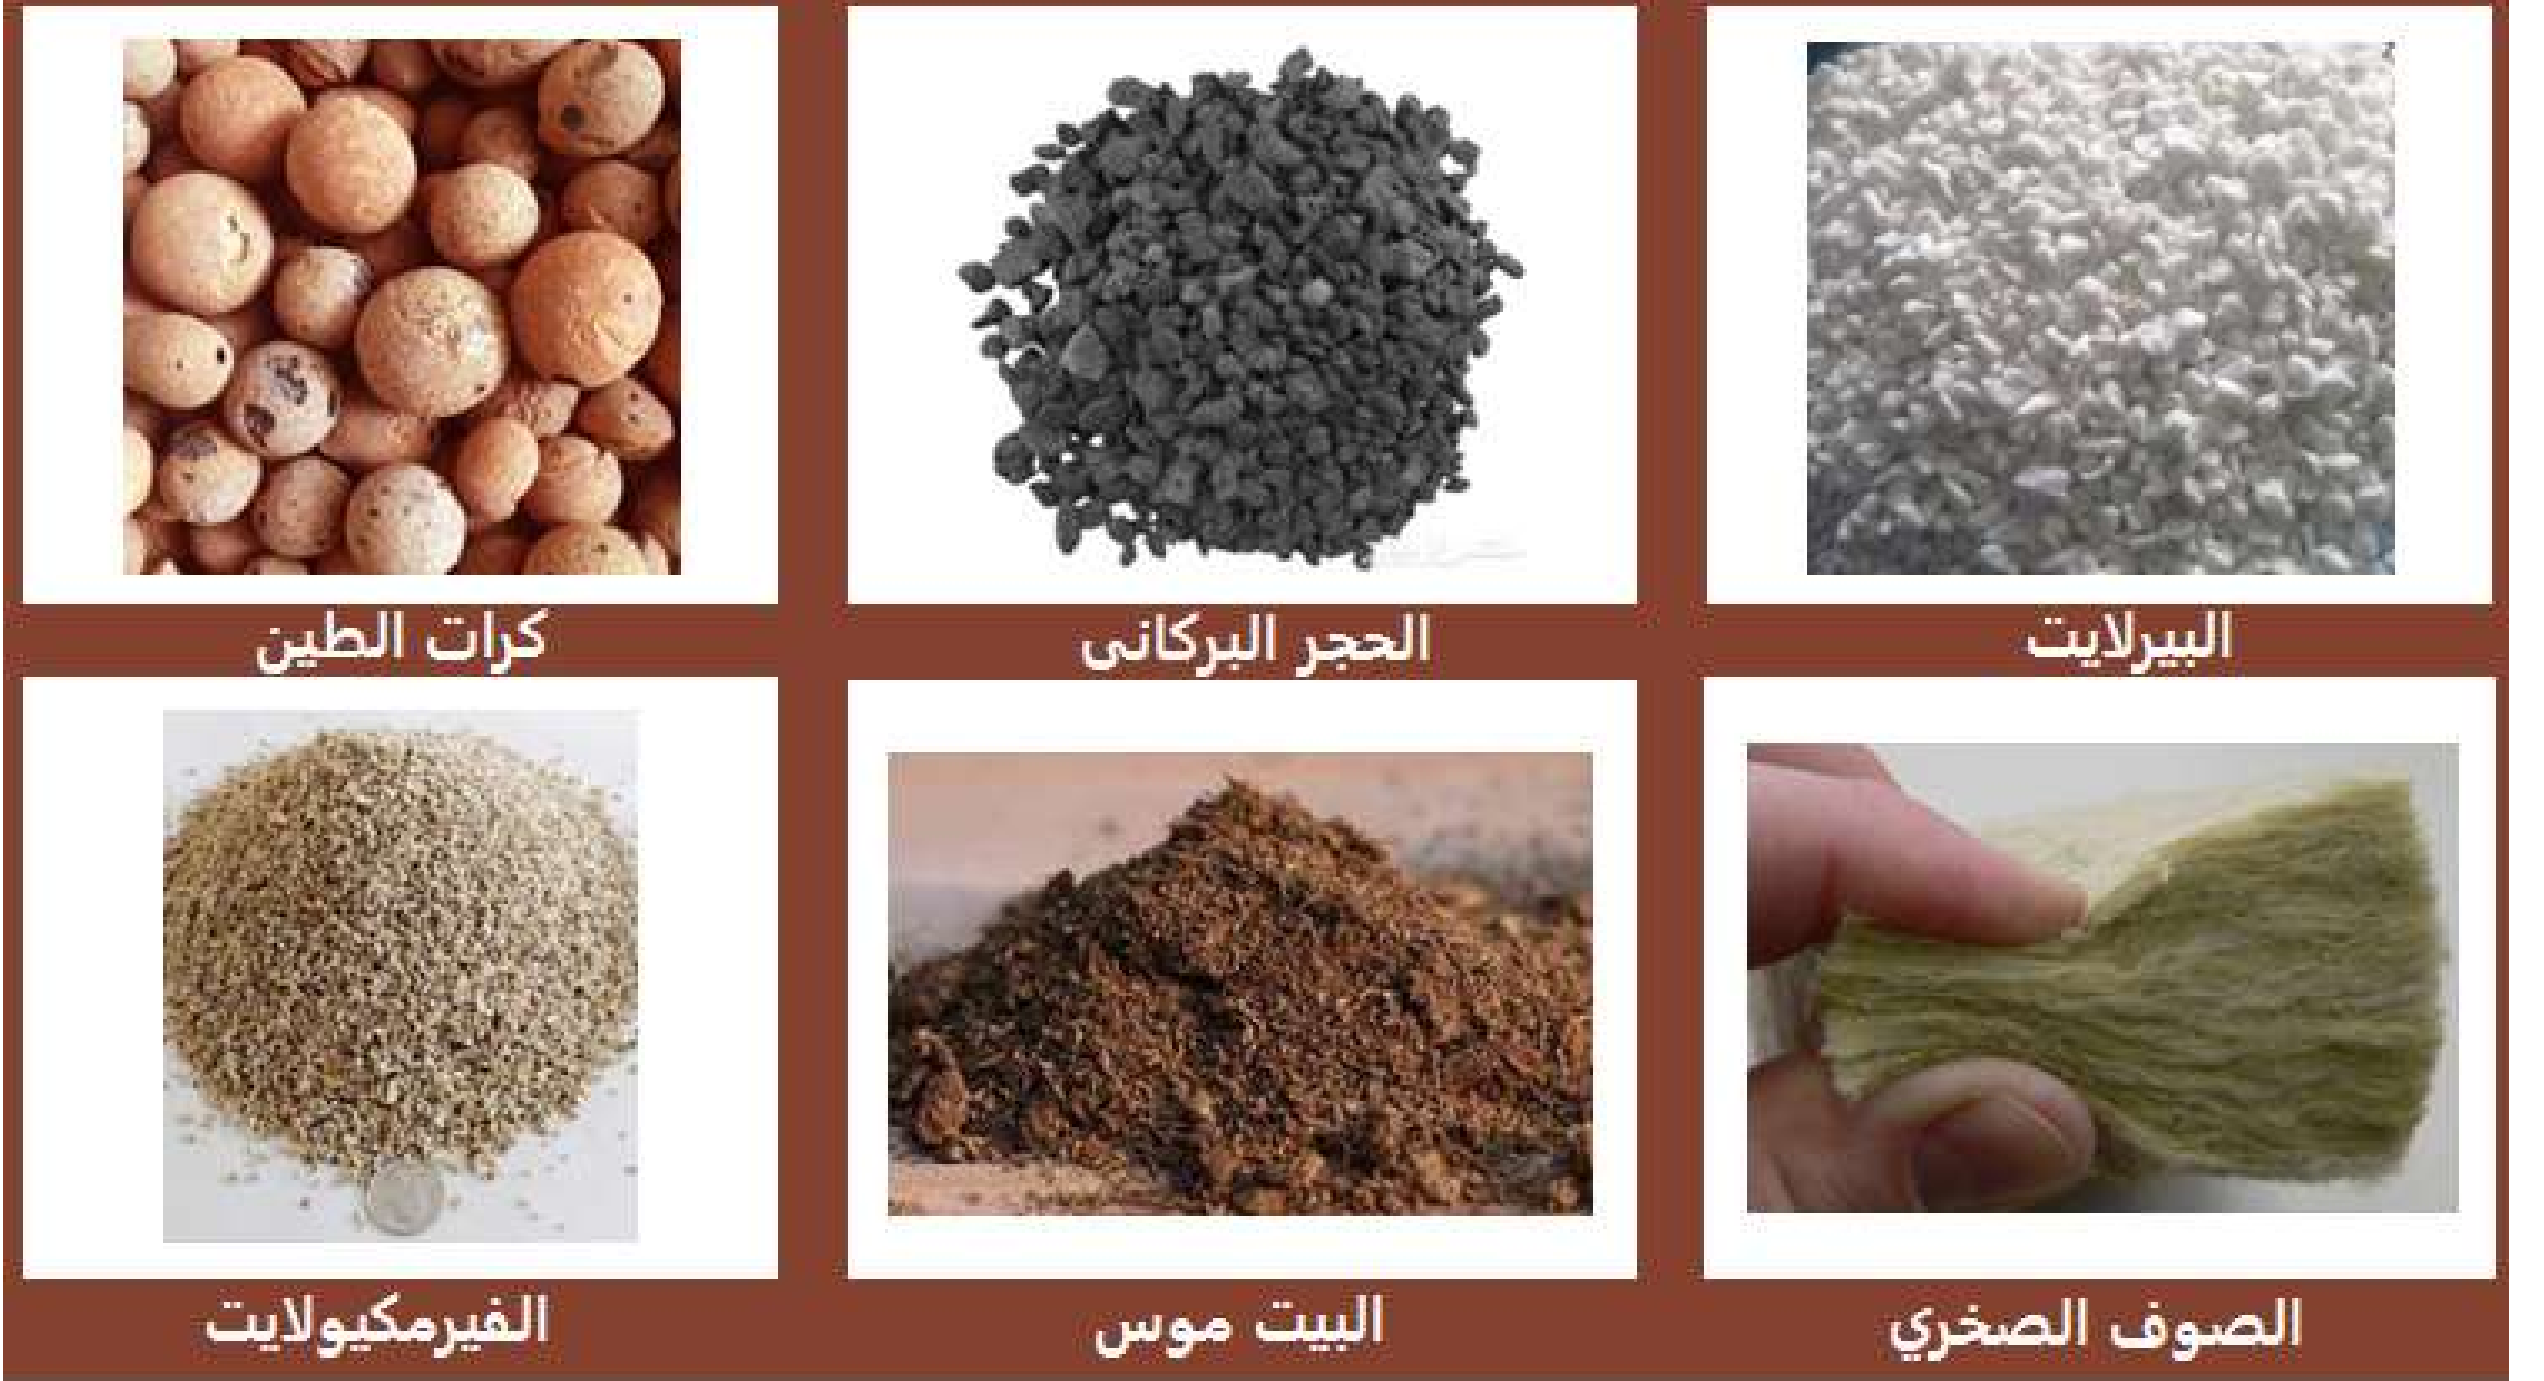 البيرلايت
الحجر البركانى
كرات الطين
الصوف الصخري
البيت موس
الفيرمكيولايت